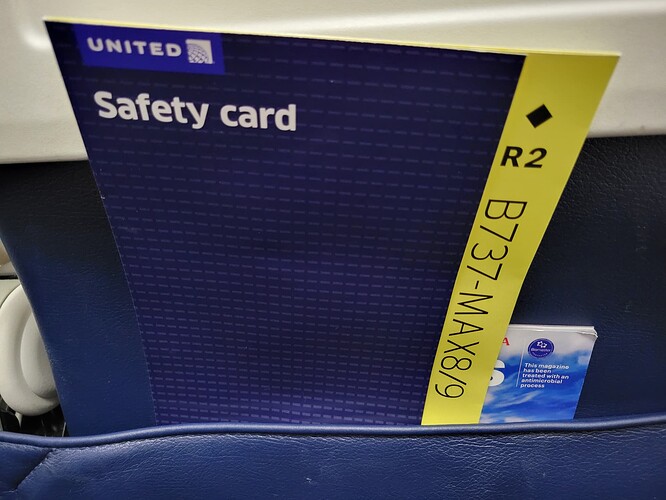 UNITED
Safety card
R2
B737-MAX8/9
A
S
This magazine
has been
treated with an
antimicrobial
process